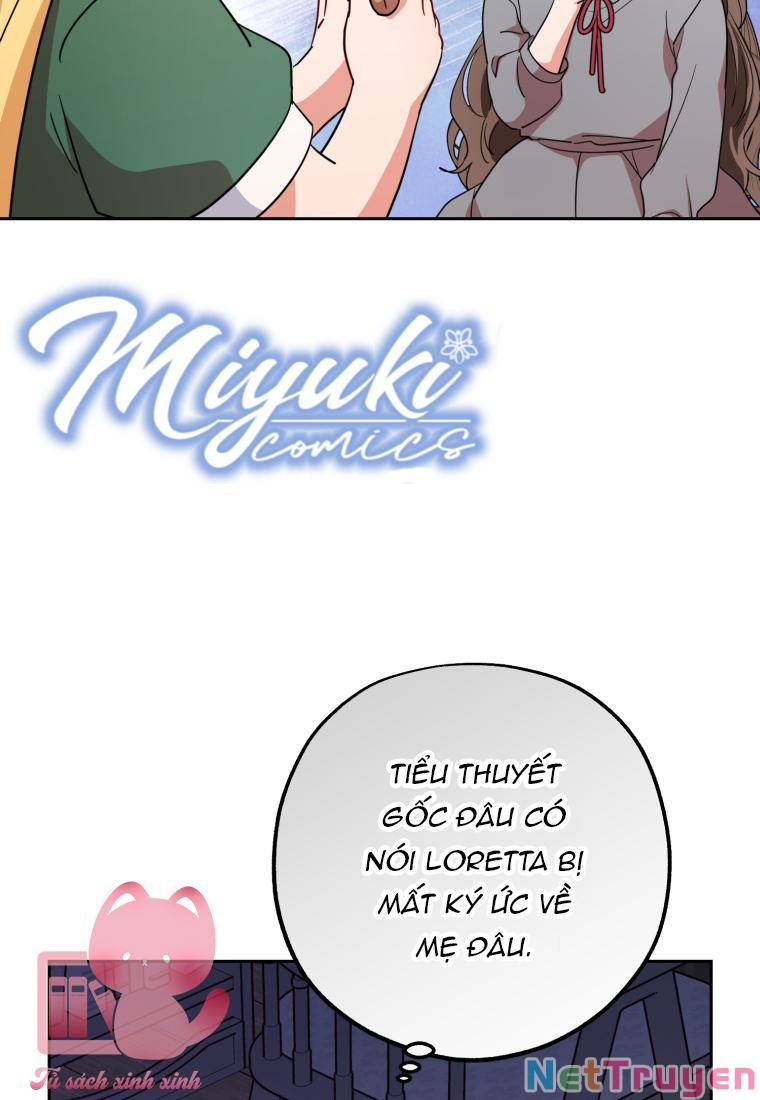 Miyuki
comics
TIỂU THUYẾT
GỐC ĐÂU CÓ
NÓI LORETTA BỊ
MẤT KÝ ỨC VỀ
MẸ ĐÂU.
Tủ sách xinh xinh
NetTruyen